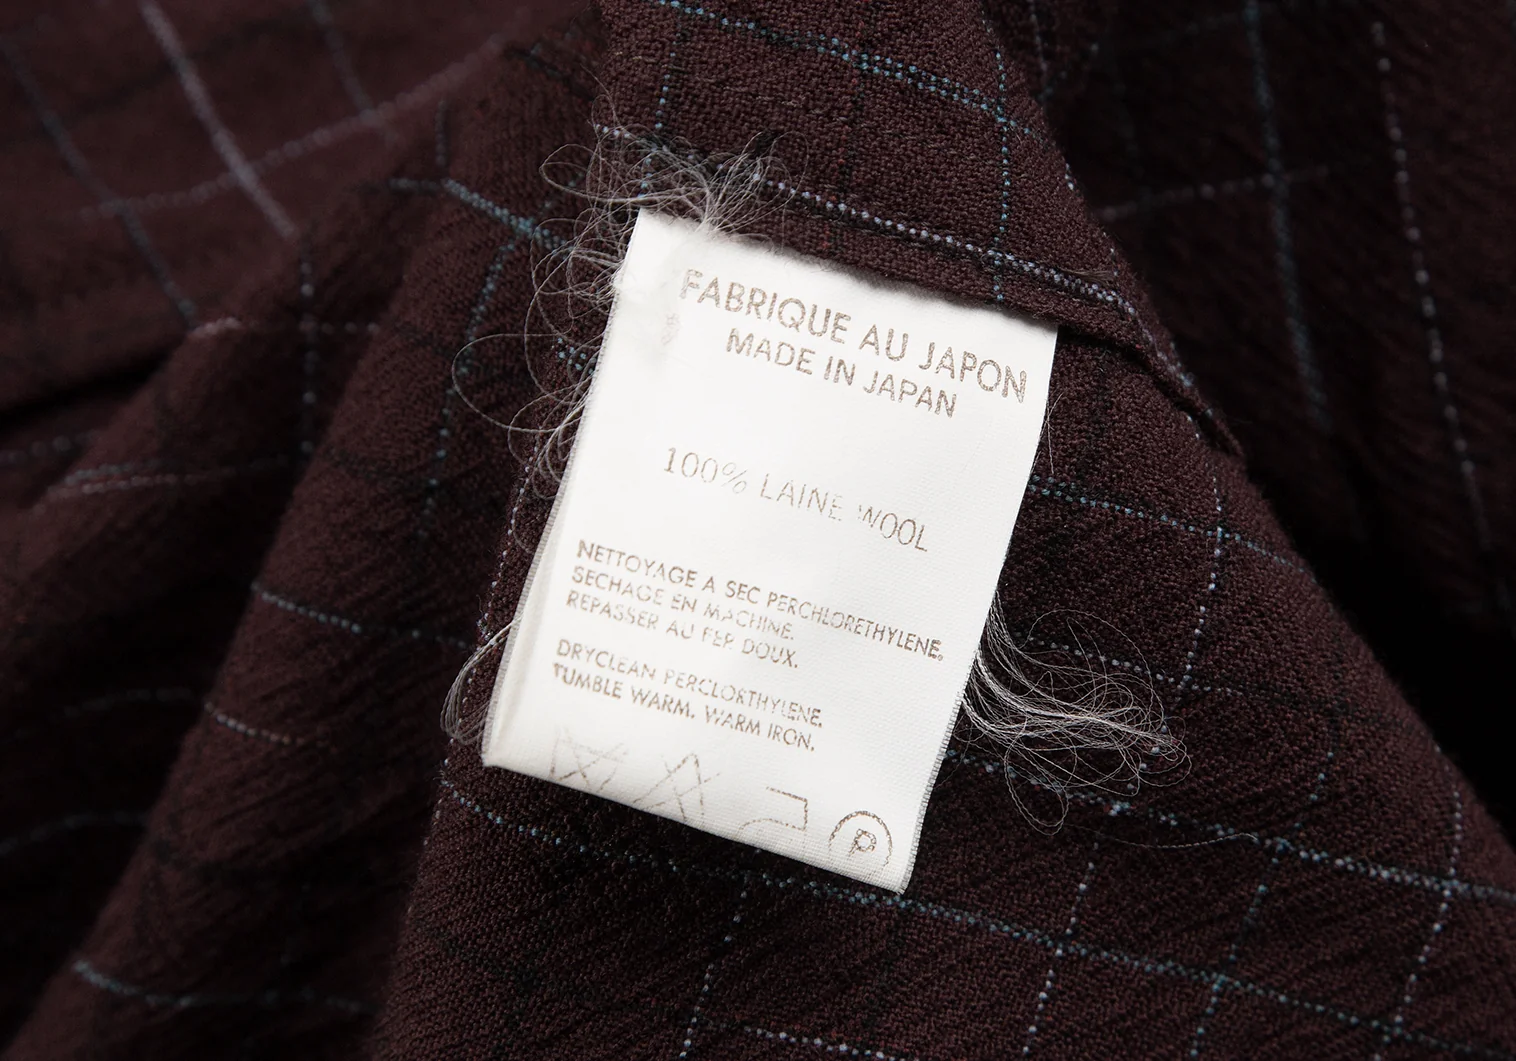 FABRIQUE AU JAPON
MADE IN JAPAN
100% LAINE WOOL
NETTOYAGE A SEC PERCHLORETHYLENE.
SECHAGE EN MACHINE.
REPASSER AU FER DOUX.
DRYCLEAN PERCLORTHYLENE.
TUMBLE WARM. WARM IRON.
P